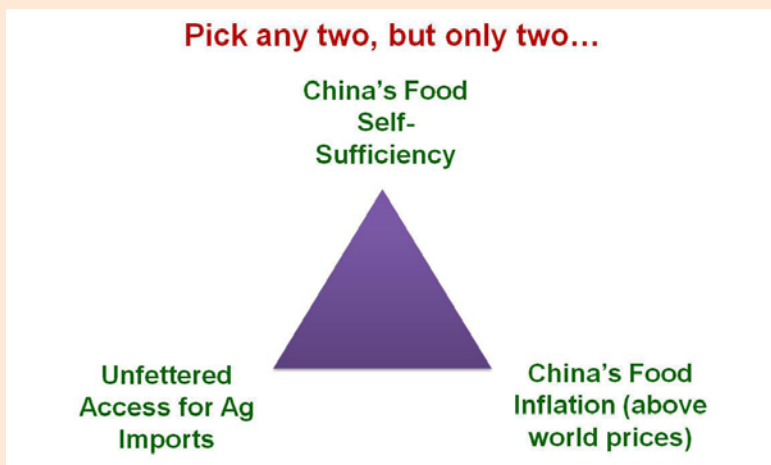 Pick any two, but only two...
China's Food
Self-
Sufficiency
Unfettered
Access for Ag
Imports
China's Food
Inflation (above
world prices)